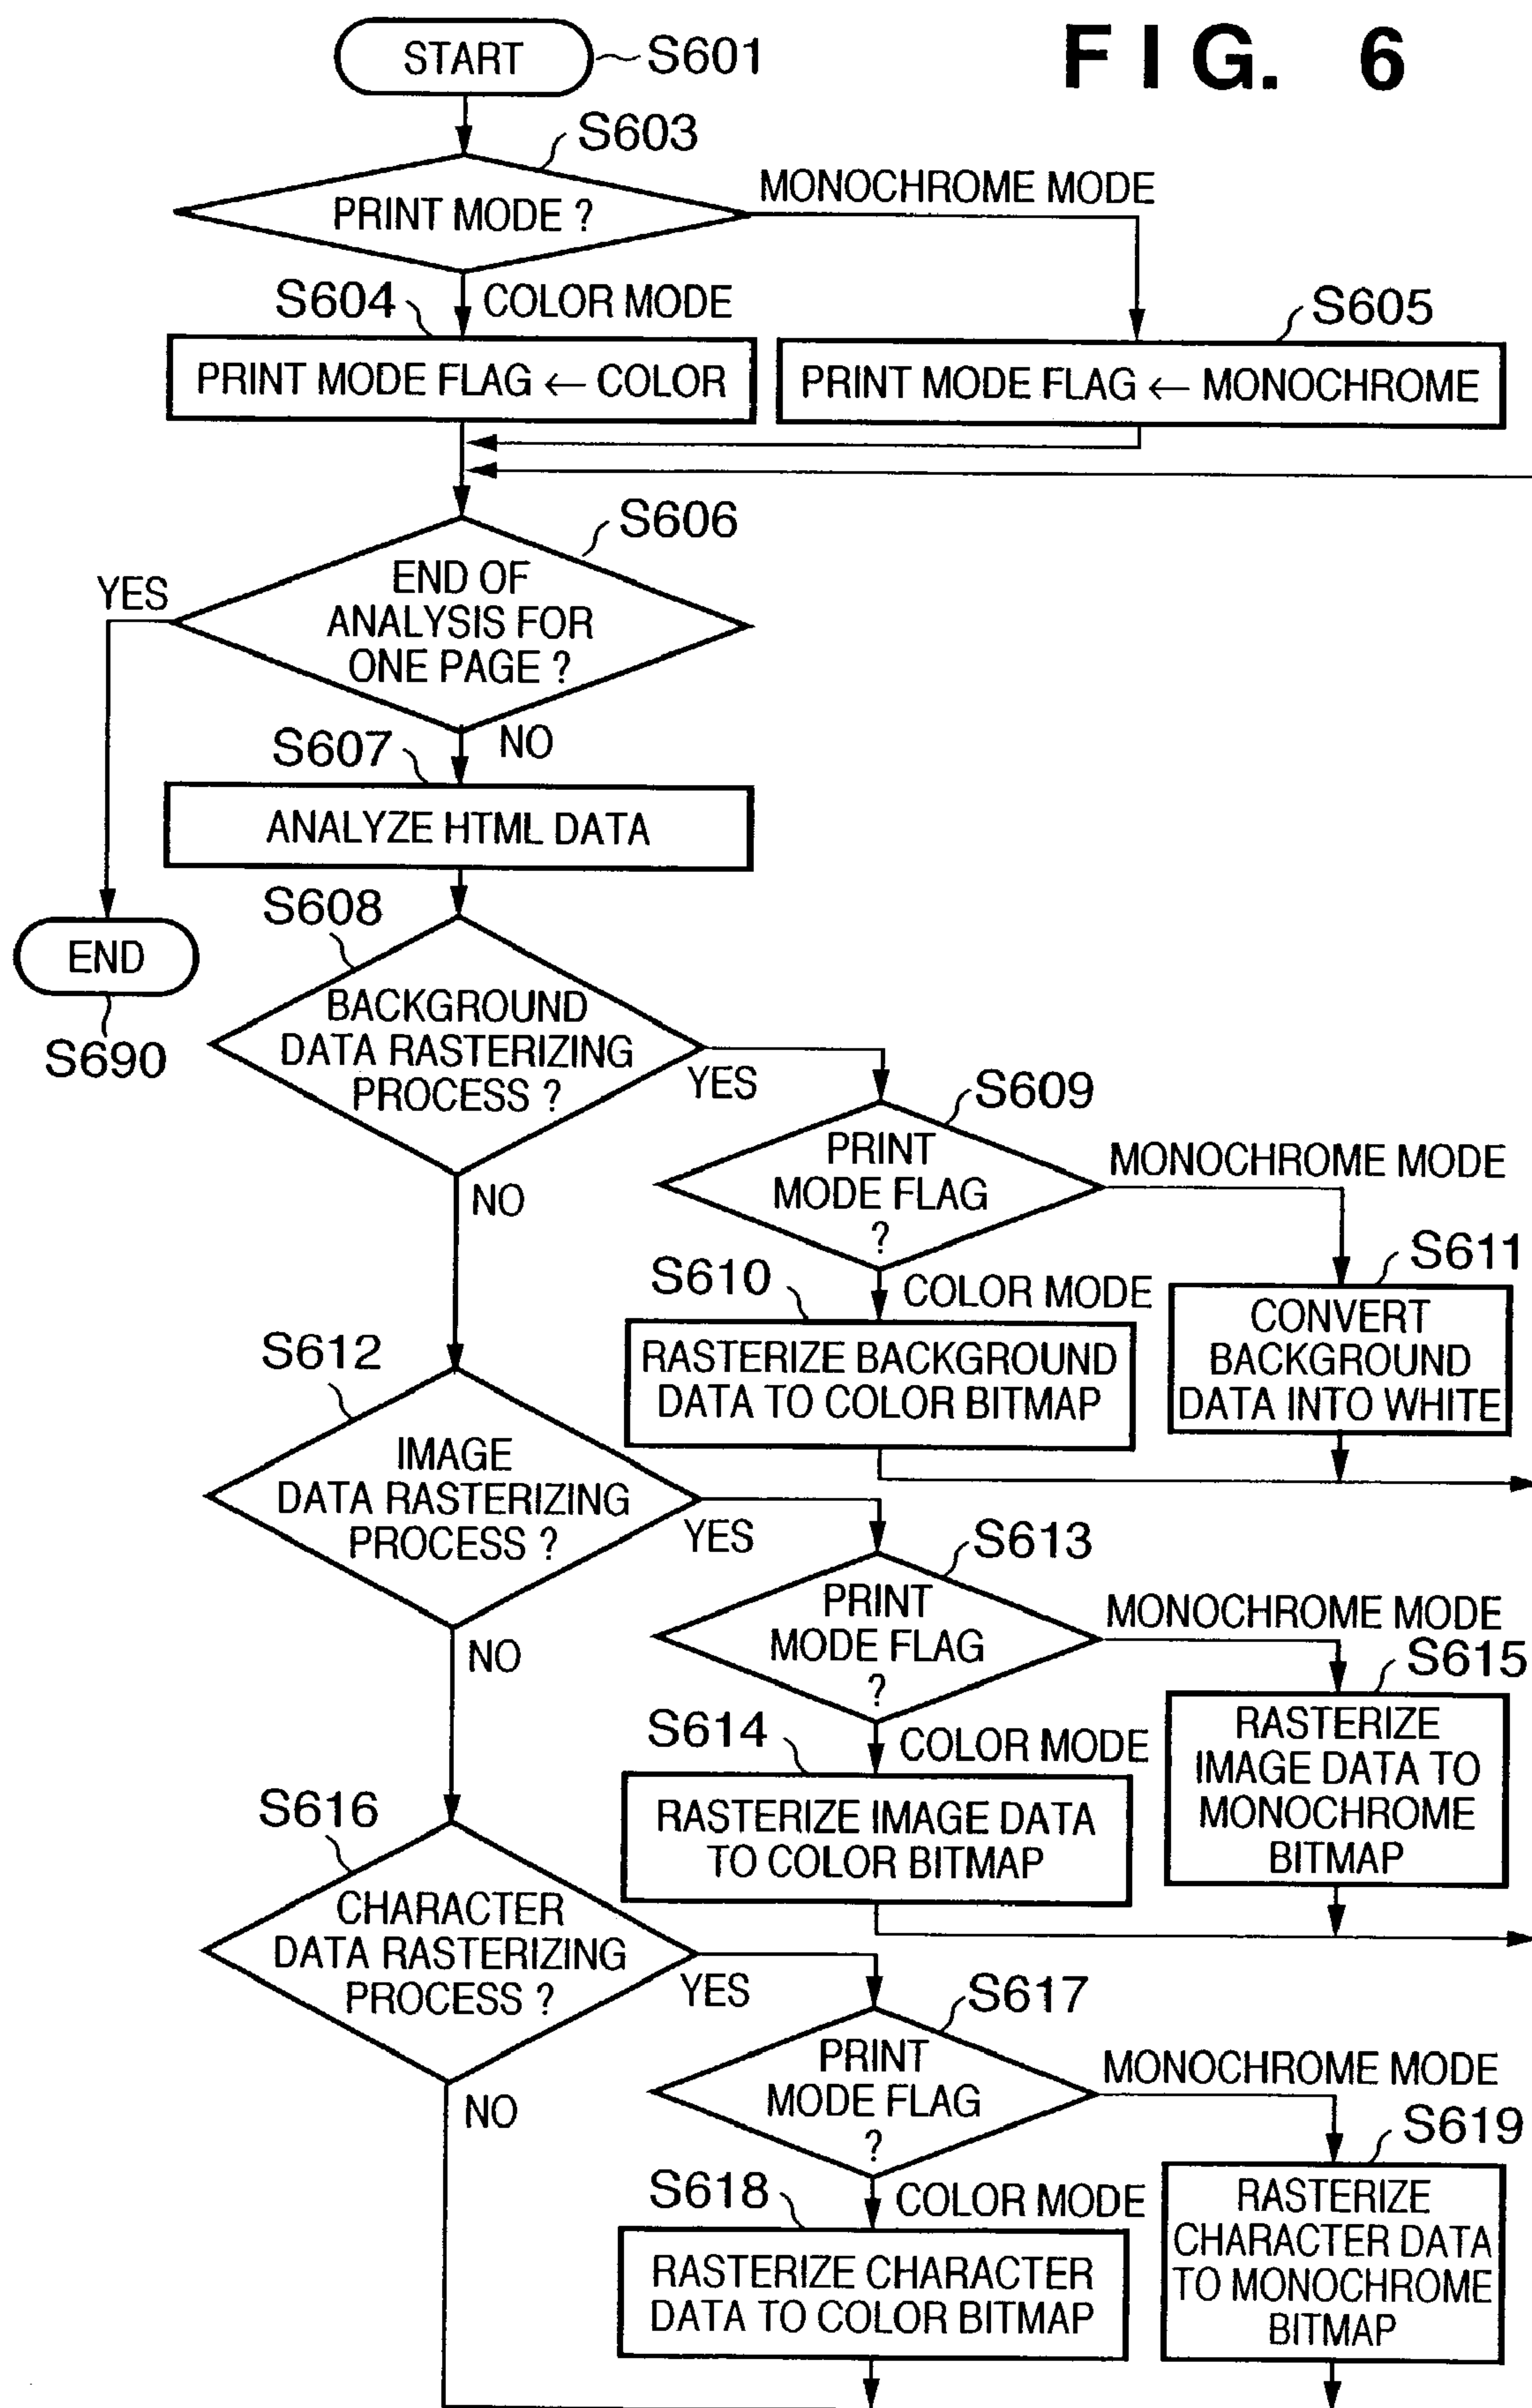 FIG. 6
START
S601
S603
PRINT MODE ?
MONOCHROME MODE
S604
COLOR MODE
S605
PRINT MODE FLAG ← COLOR
PRINT MODE FLAG ← MONOCHROME
S606
YES
END OF
ANALYSIS FOR
ONE PAGE ?
NO
S607
ANALYZE HTML DATA
S608
END
S690
BACKGROUND
DATA RASTERIZING
PROCESS ?
YES
NO
S609
PRINT
MODE FLAG
?
MONOCHROME MODE
S610
COLOR MODE
S611
RASTERIZE BACKGROUND
DATA TO COLOR BITMAP
CONVERT
BACKGROUND
DATA INTO WHITE
S612
IMAGE
DATA RASTERIZING
PROCESS ?
YES
NO
S613
PRINT
MODE FLAG
?
MONOCHROME MODE
S614
COLOR MODE
S615
RASTERIZE IMAGE DATA
TO COLOR BITMAP
RASTERIZE
IMAGE DATA TO
MONOCHROME
BITMAP
S616
CHARACTER
DATA RASTERIZING
PROCESS ?
YES
NO
S617
PRINT
MODE FLAG
?
MONOCHROME MODE
S618
COLOR MODE
S619
RASTERIZE CHARACTER
DATA TO COLOR BITMAP
RASTERIZE
CHARACTER DATA
TO MONOCHROME
BITMAP